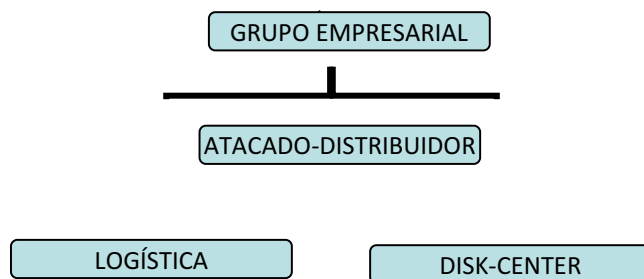 GRUPO EMPRESARIAL
ATACADO-DISTRIBUIDOR
LOGÍSTICA
DISK-CENTER